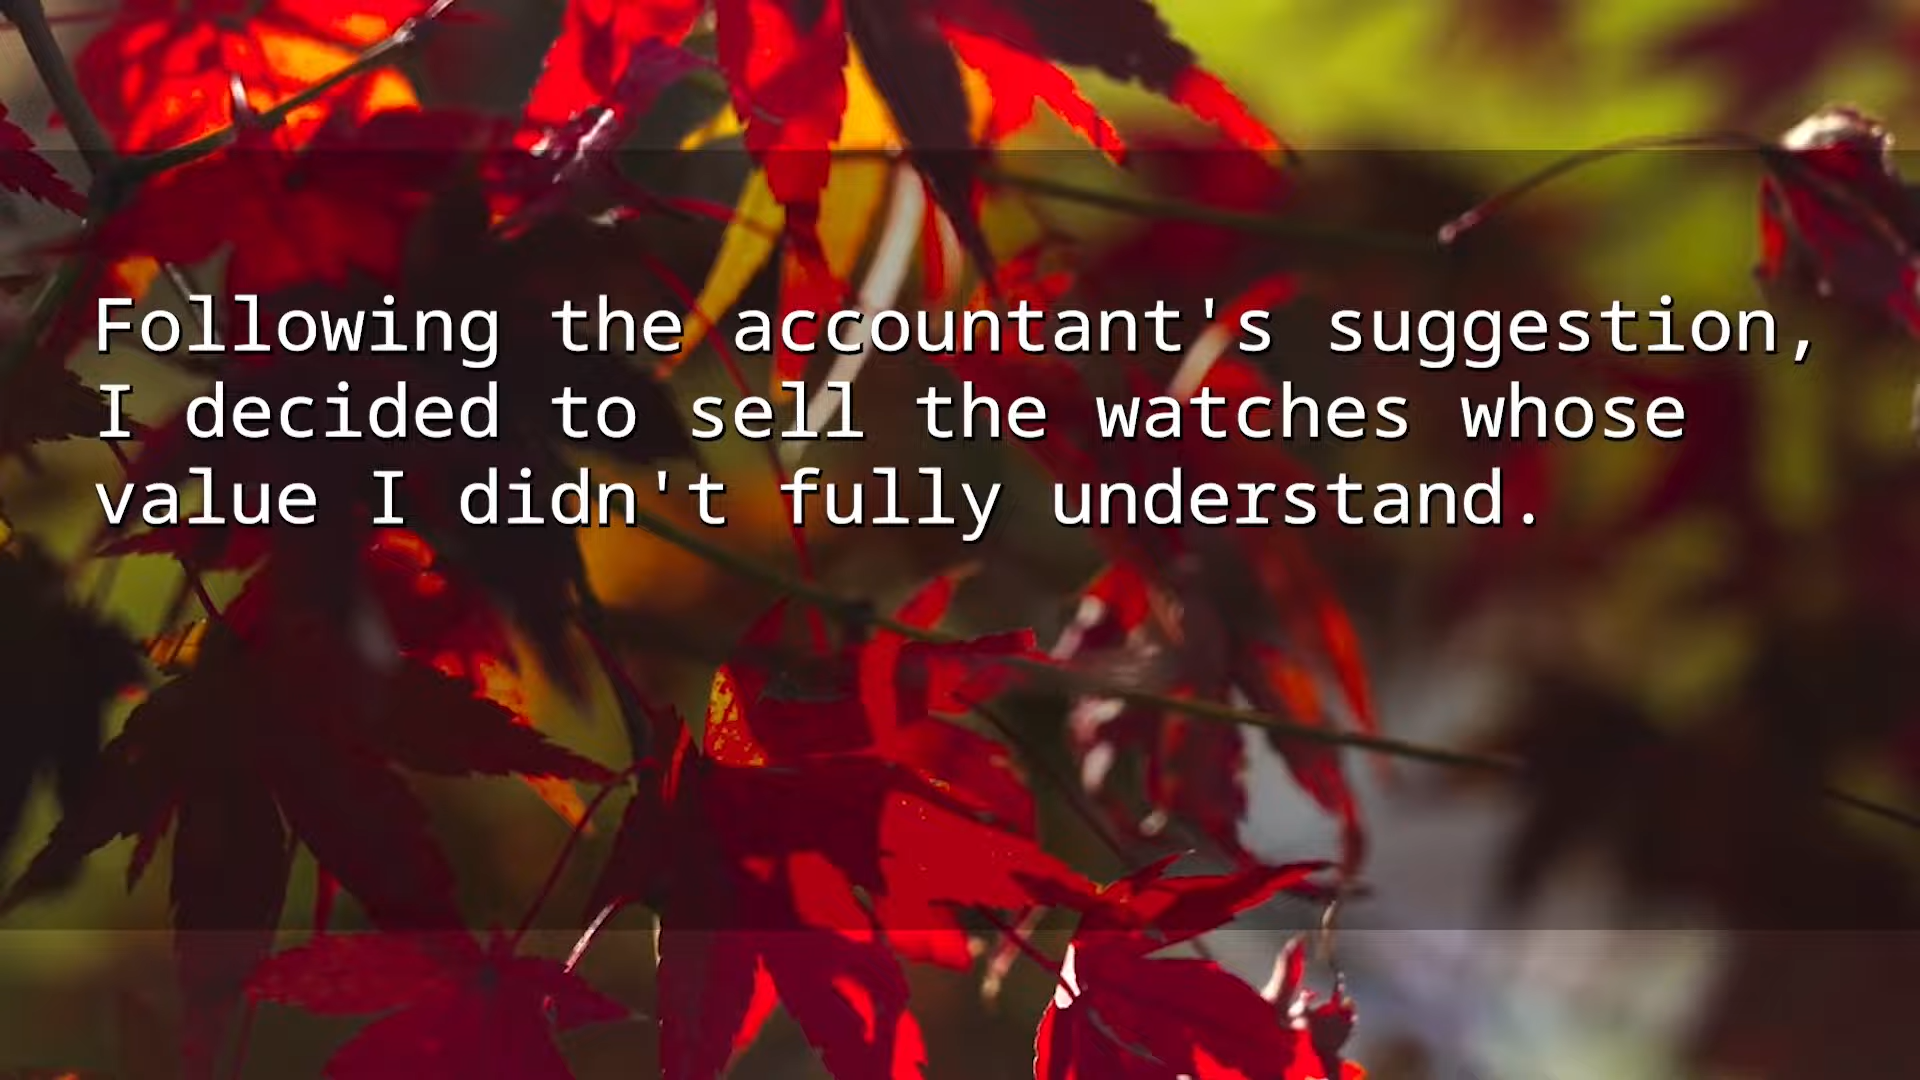 Following the accountant's suggestion,
I decided to sell the watches whose
value I didn't fully understand.